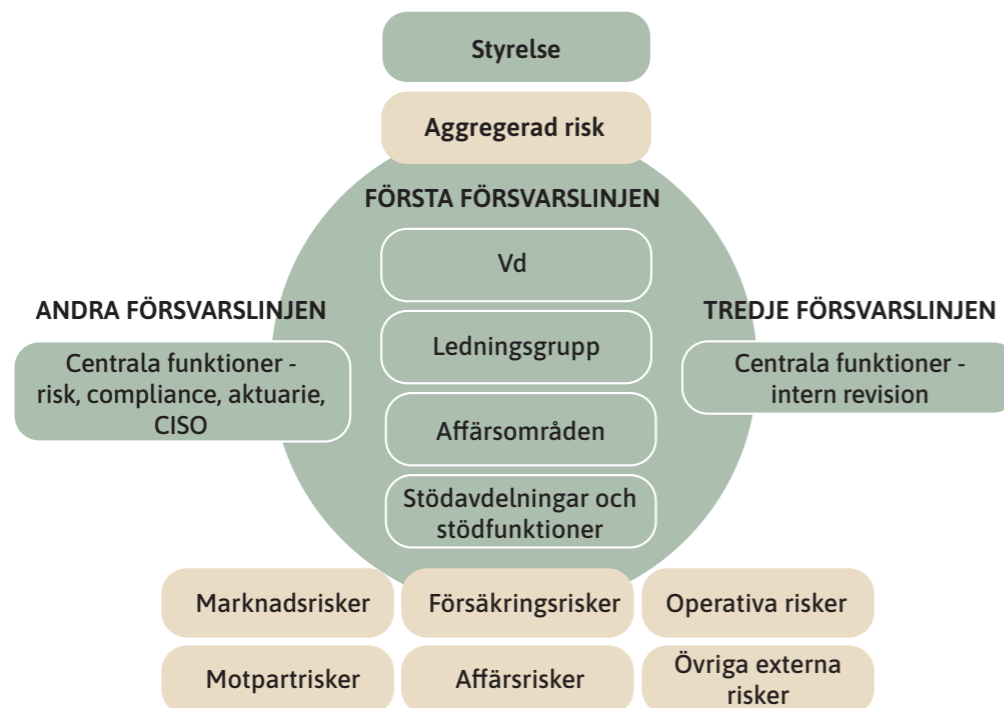 Styrelse
Aggregerad risk
FÖRSTA FÖRSVARSLINJEN
Vd
Ledningsgrupp
Affärsområden
Stödavdelningar och
stödfunktioner
ANDRA FÖRSVARSLINJEN
Centrala funktioner -
risk, compliance, aktuarie,
CISO
TREDJE FÖRSVARSLINJEN
Centrala funktioner -
intern revision
Marknadsrisker
Försäkringsrisker
Operativa risker
Motpartrisker
Affärsrisker
Övriga externa
risker